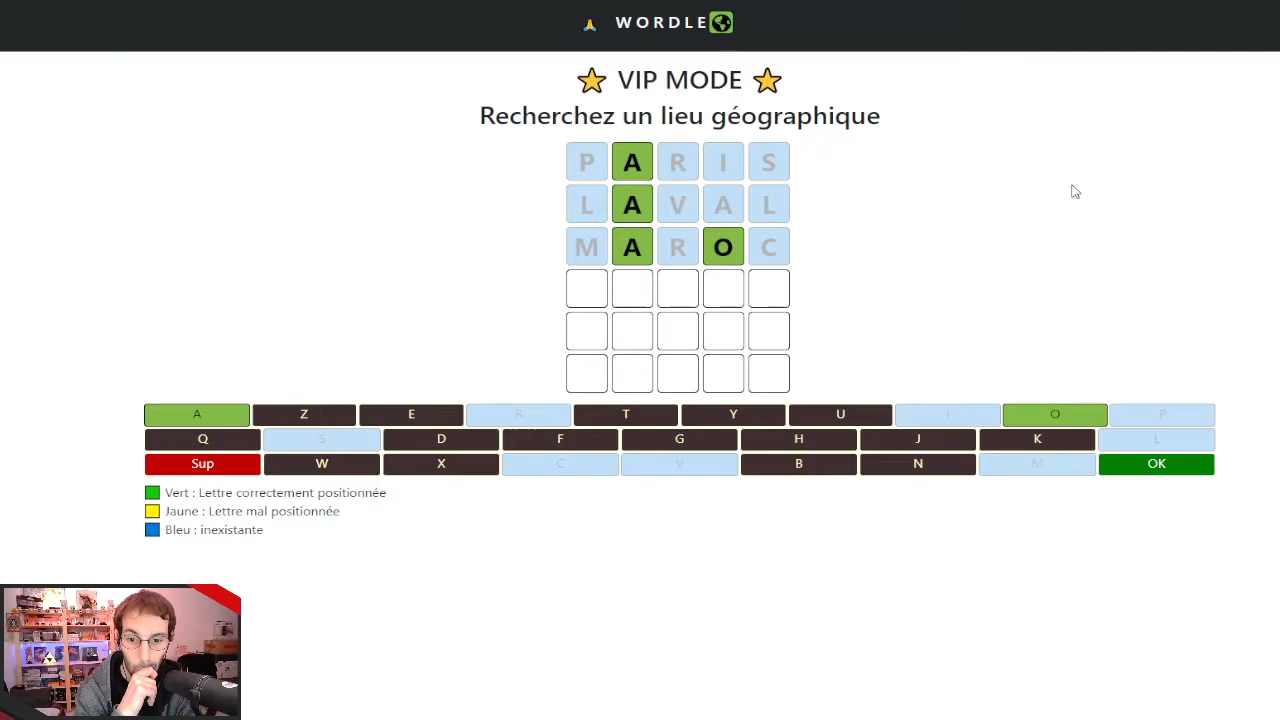 WORDLE
VIP MODE
Recherchez un lieu géographique
P A R I S
L A V A L
M A R O C
A Z E R T Y U I O P
Q S D F G H J K L
Sup W X C V B N M OK
Vert : Lettre correctement positionnée
Jaune : Lettre mal positionnée
Bleu : inexistante